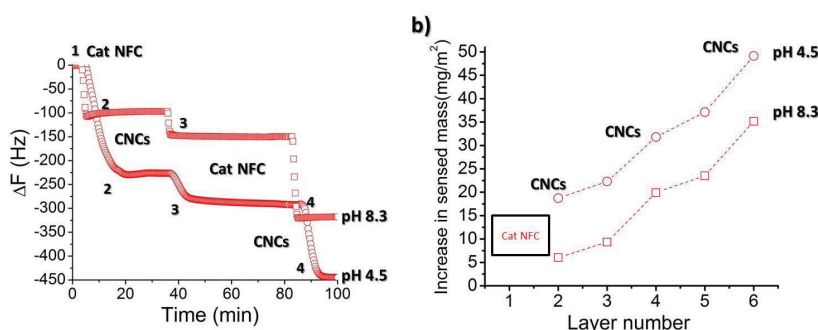 1 Cat NFC
0
-50
-100
-150
-200
-250
-300
-350
-400
-450
ΔF (Hz)
2
CNCs
3
Cat NFC
2
3
4
CNCs
4
pH 8.3
pH 4.5
0 20 40 60 80 100
Time (min)
b)
50
45
40
35
30
25
20
15
10
5
0
Increase in sensed mass(mg/m²)
CNCs
pH 4.5
CNCs
pH 8.3
CNCs
Cat NFC
1 2 3 4 5 6
Layer number